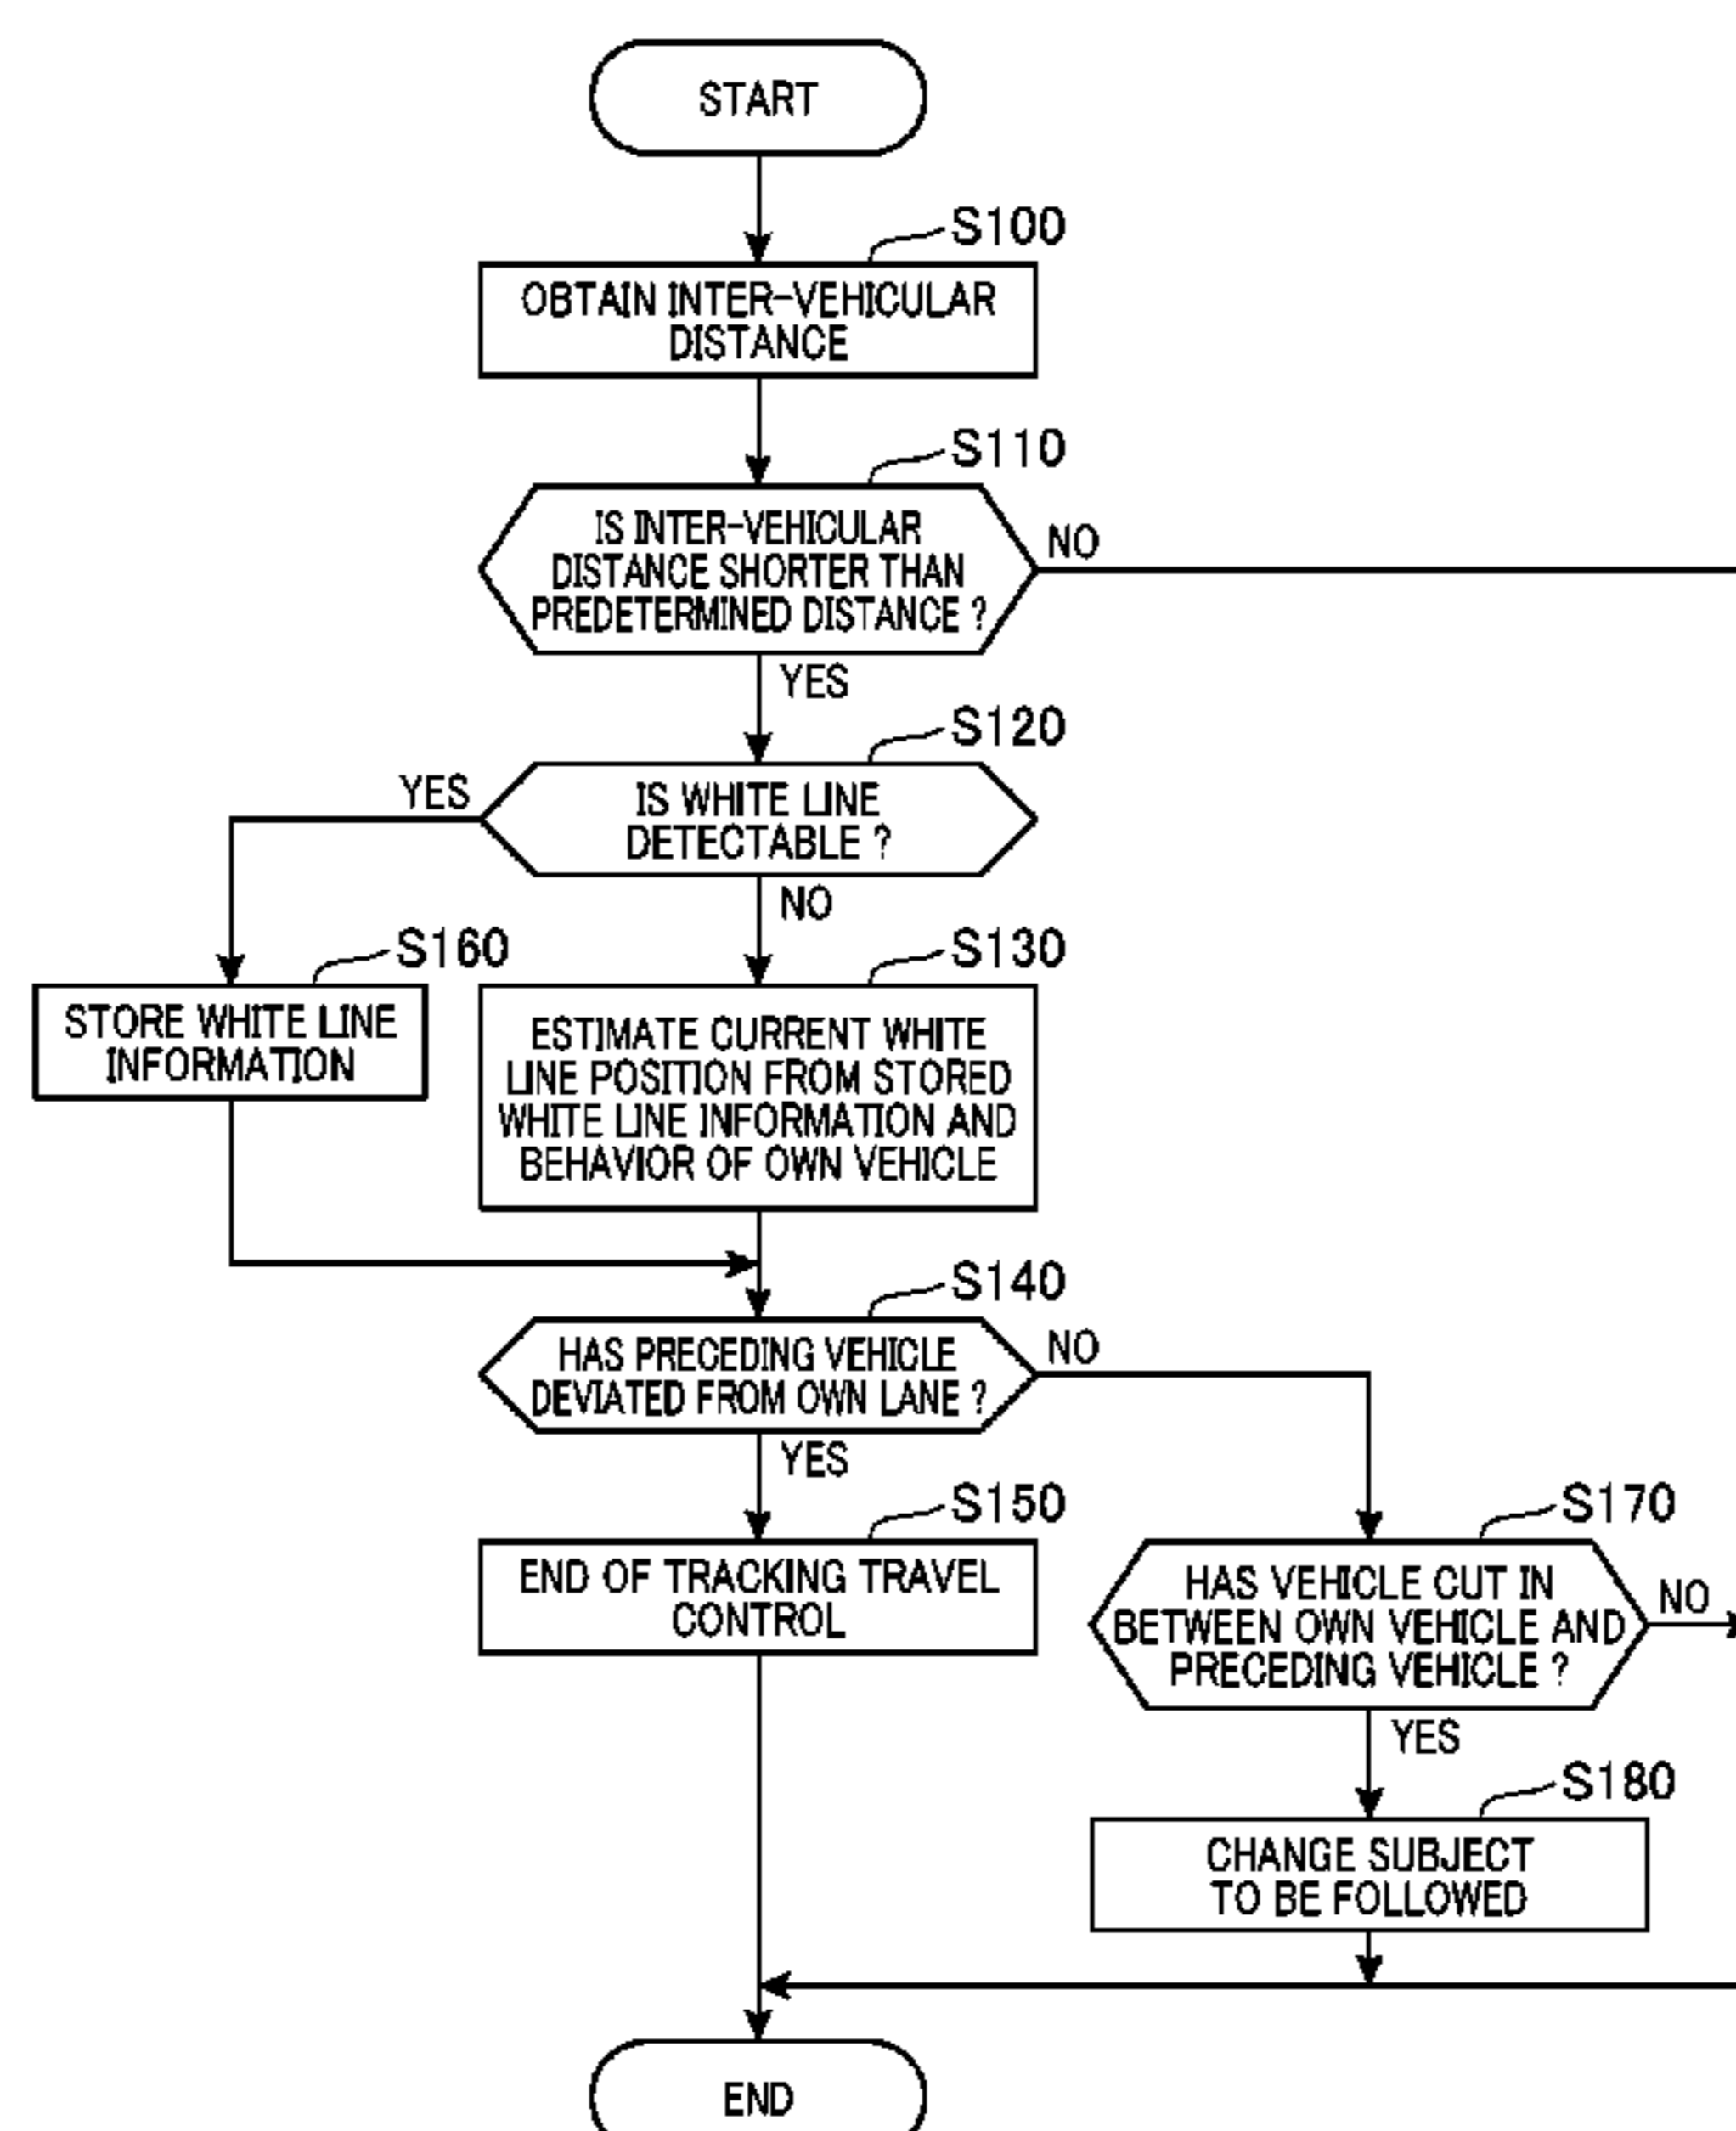 START
S100
OBTAIN INTER-VEHICULAR
DISTANCE
S110
IS INTER-VEHICULAR
DISTANCE SHORTER THAN
PREDETERMINED DISTANCE ?
NO
YES
S120
IS WHITE LINE
DETECTABLE ?
YES
NO
S160
STORE WHITE LINE
INFORMATION
S130
ESTIMATE CURRENT WHITE
LINE POSITION FROM STORED
WHITE LINE INFORMATION AND
BEHAVIOR OF OWN VEHICLE
S140
HAS PRECEDING VEHICLE
DEVIATED FROM OWN LANE ?
NO
YES
S150
END OF TRACKING TRAVEL
CONTROL
S170
HAS VEHICLE CUT IN
BETWEEN OWN VEHICLE AND
PRECEDING VEHICLE ?
NO
YES
S180
CHANGE SUBJECT
TO BE FOLLOWED
END